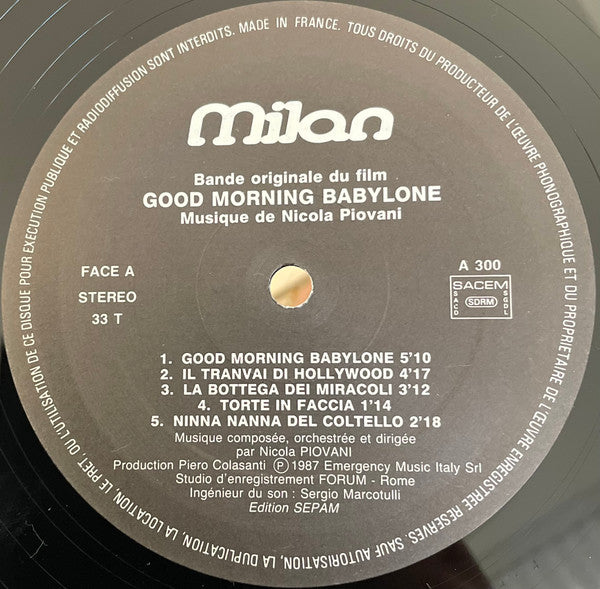 milan
Bande originale du film
GOOD MORNING BABYLONE
Musique de Nicola Piovani
FACE A
STEREO
33 T
A 300
SACEM
SACD
SDRM
SGDL
1. GOOD MORNING BABYLONE 5'10
2. IL TRANVAI DI HOLLYWOOD 4'17
3. LA BOTTEGA DEI MIRACOLI 3'12
4. TORTE IN FACCIA 1'14
5. NINNA NANNA DEL COLTELLO 2'18
Musique composée, orchestrée et dirigée
par Nicola PIOVANI
Production Piero Colasanti Ⓟ 1987 Emergency Music Italy Srl
Studio d'enregistrement FORUM - Rome
Ingénieur du son : Sergio Marcotulli
Edition SEPAM
TOUS DROITS DU PRODUCTEUR DE L'ŒUVRE PHONOGRAPHIQUE ET DU PROPRIETAIRE DE L'ŒUVRE ENREGISTREE RESERVES. SAUF AUTORISATION, LA DUPLICATION, LA LOCATION, LE PRET OU L'UTILISATION DE CE DISQUE POUR EXECUTION PUBLIQUE ET RADIODIFFUSION SONT INTERDITS. MADE IN FRANCE.